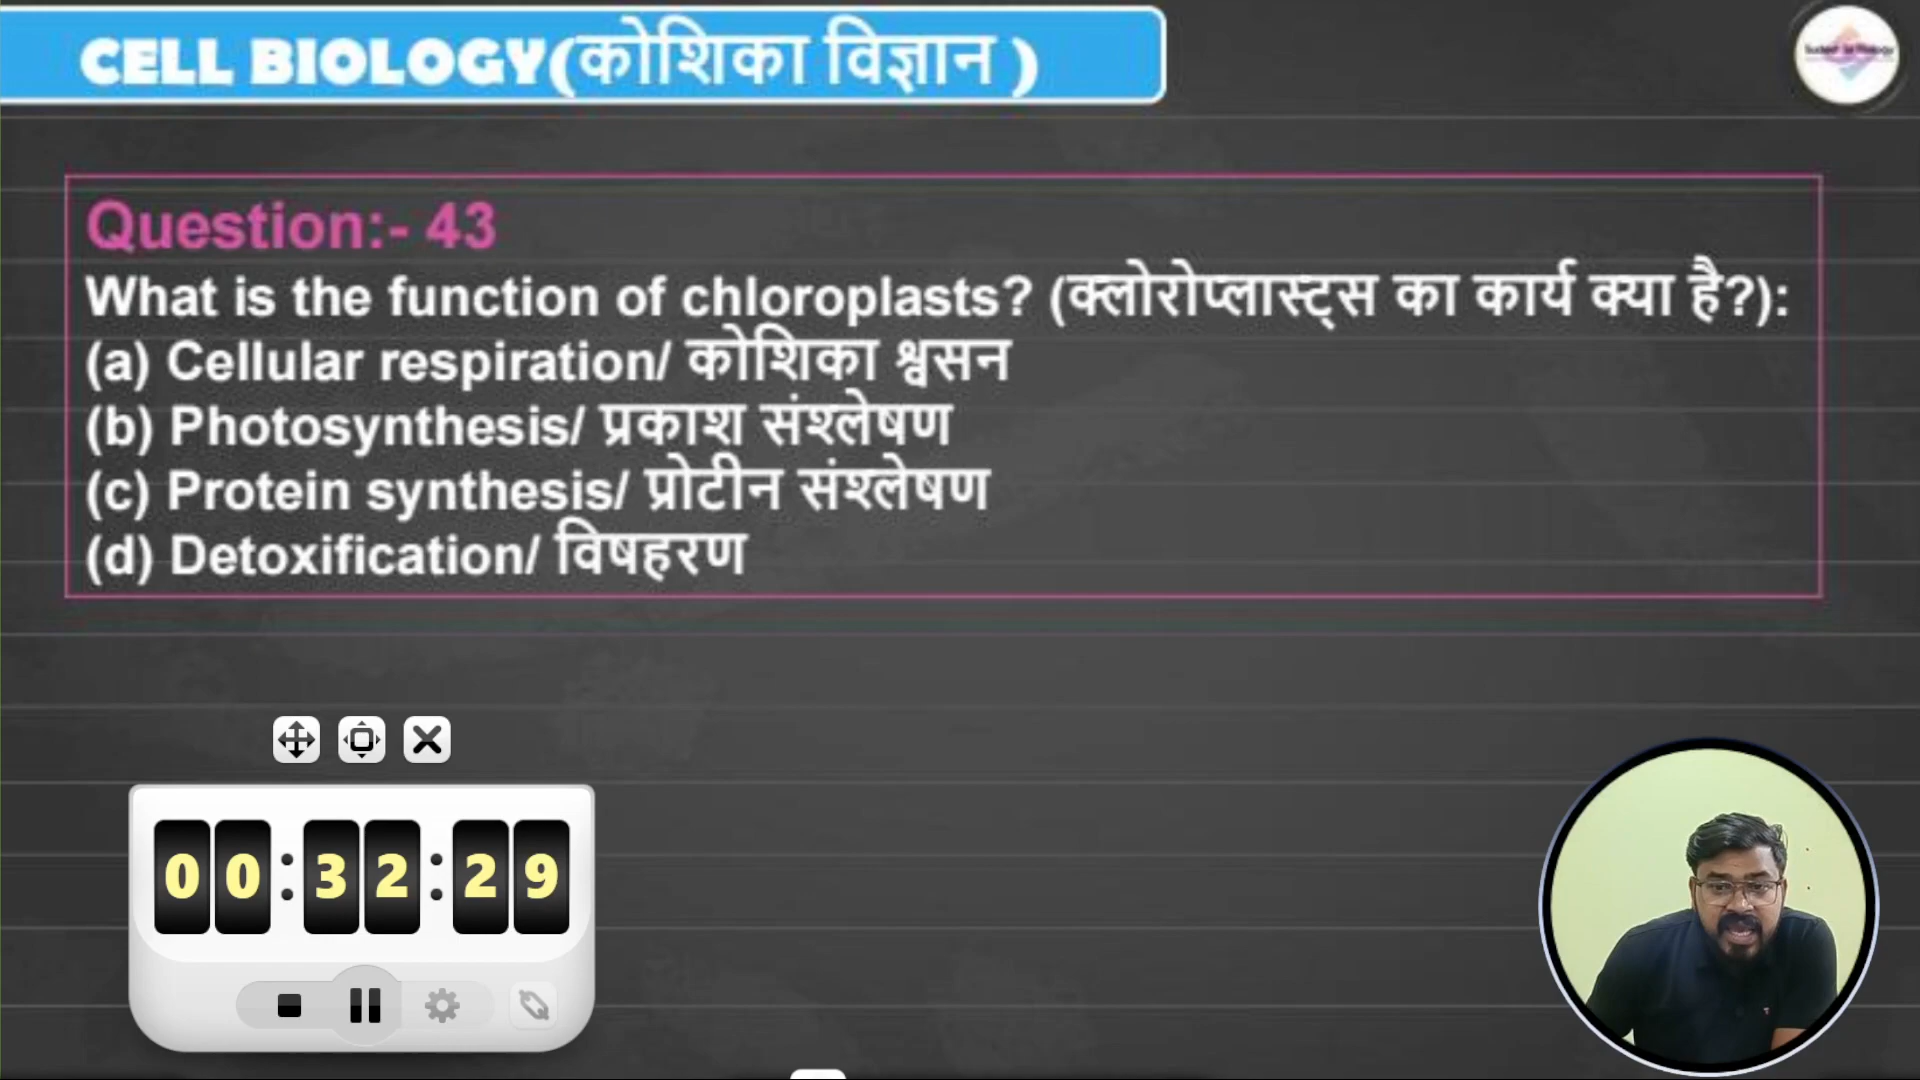 CELL BIOLOGY(कोशिका विज्ञान )
Question:- 43
What is the function of chloroplasts? (क्लोरोप्लास्ट्स का कार्य क्या है?):
(a) Cellular respiration/ कोशिका श्वसन
(b) Photosynthesis/ प्रकाश संश्लेषण
(c) Protein synthesis/ प्रोटीन संश्लेषण
(d) Detoxification/ विषहरण
00:32:29